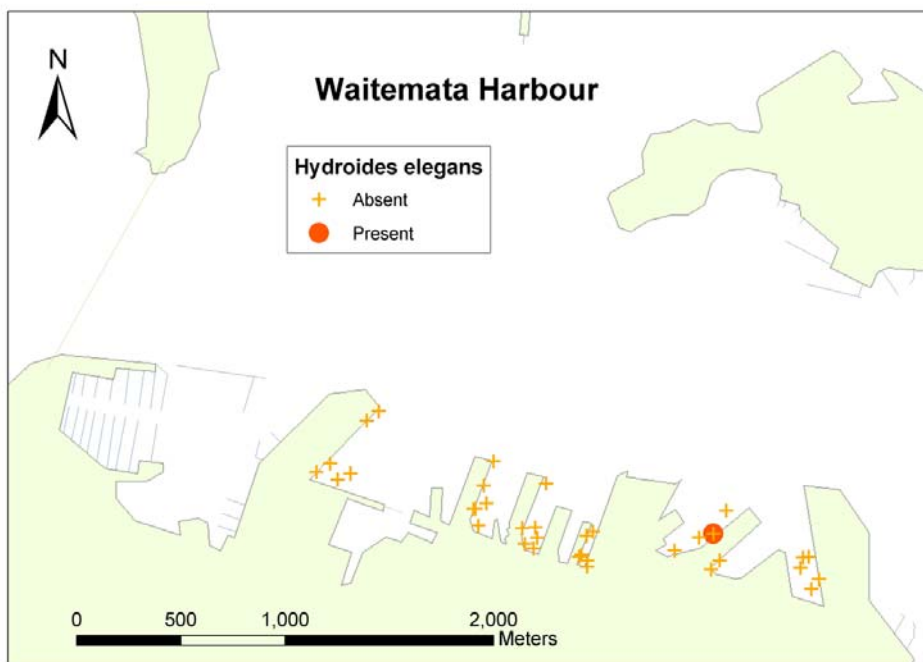 N
Waitemata Harbour
Hydroides elegans
Absent
Present
0 500 1,000 2,000
Meters